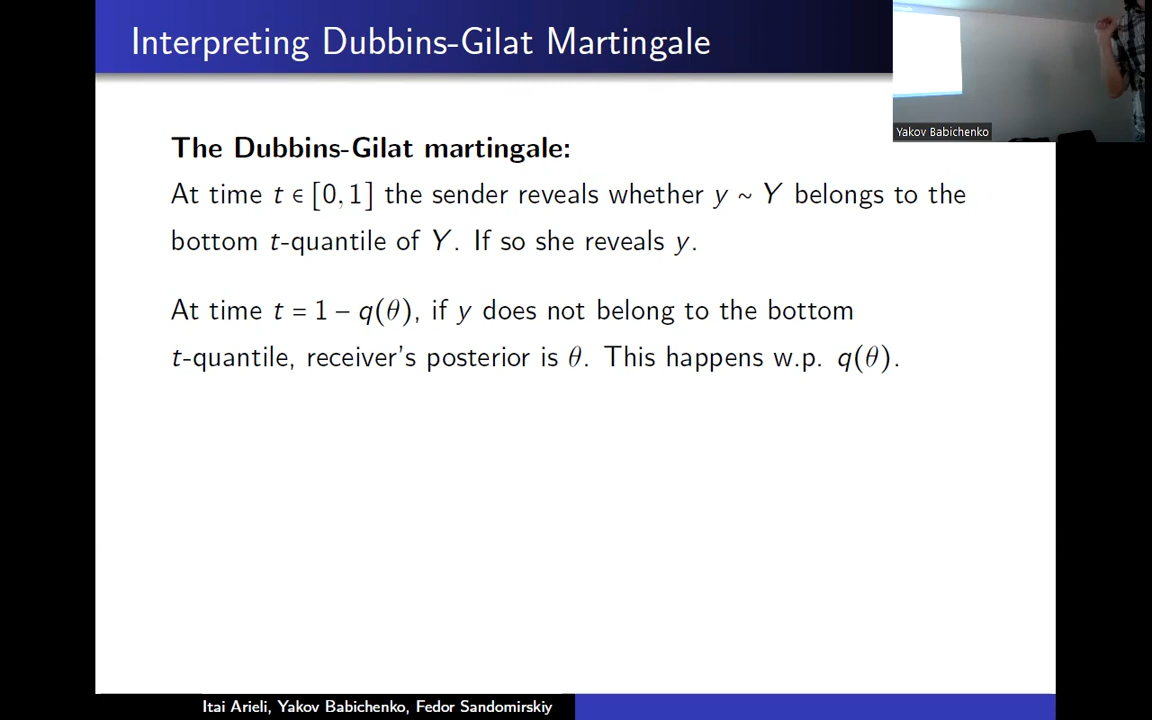 Interpreting Dubbins-Gilat Martingale
Yakov Babichenko
The Dubbins-Gilat martingale:
At time t ∈ [0, 1] the sender reveals whether y ~ Y belongs to the
bottom t-quantile of Y. If so she reveals y.
At time t = 1 − q(θ), if y does not belong to the bottom
t-quantile, receiver's posterior is θ. This happens w.p. q(θ).
Itai Arieli, Yakov Babichenko, Fedor Sandomirskiy